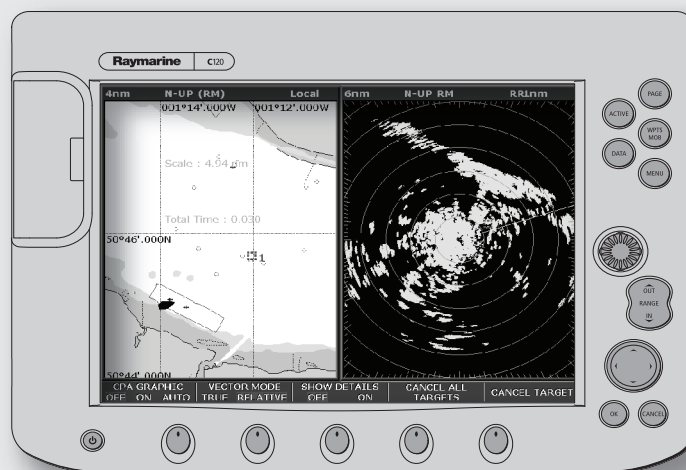 Raymarine C120
4nm N-UP (RM) Local
6nm N-UP RM RR1nm
001°14'.000W 001°12'.000W
Scale : 4.94 nm
Total Time : 0.030
50°46'.000N
1
50°44'.000N
CPA GRAPHIC
OFF ON AUTO
VECTOR MODE
TRUE RELATIVE
SHOW DETAILS
OFF ON
CANCEL ALL
TARGETS
CANCEL TARGET
PAGE
ACTIVE
WPTS
MOB
DATA
MENU
OUT
RANGE
IN
OK
CANCEL